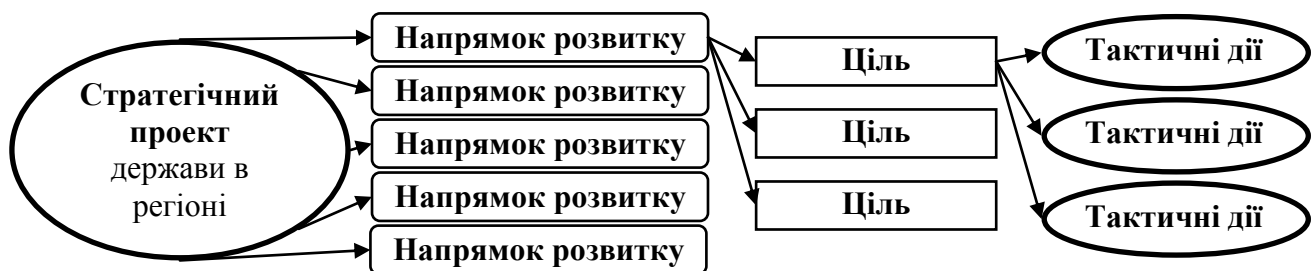 Стратегічний
проект
держави в
регіоні
Напрямок розвитку
Напрямок розвитку
Напрямок розвитку
Напрямок розвитку
Напрямок розвитку
Ціль
Ціль
Ціль
Тактичні дії
Тактичні дії
Тактичні дії